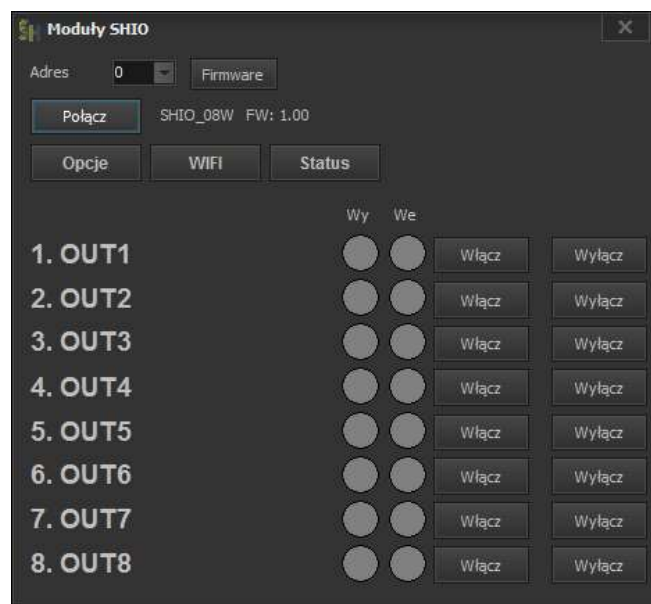 SH Moduły SHIO
Adres 0 Firmware
Połącz SHIO_08W FW: 1.00
Opcje WIFI Status
Wy We
1. OUT1 Włącz Wyłącz
2. OUT2 Włącz Wyłącz
3. OUT3 Włącz Wyłącz
4. OUT4 Włącz Wyłącz
5. OUT5 Włącz Wyłącz
6. OUT6 Włącz Wyłącz
7. OUT7 Włącz Wyłącz
8. OUT8 Włącz Wyłącz